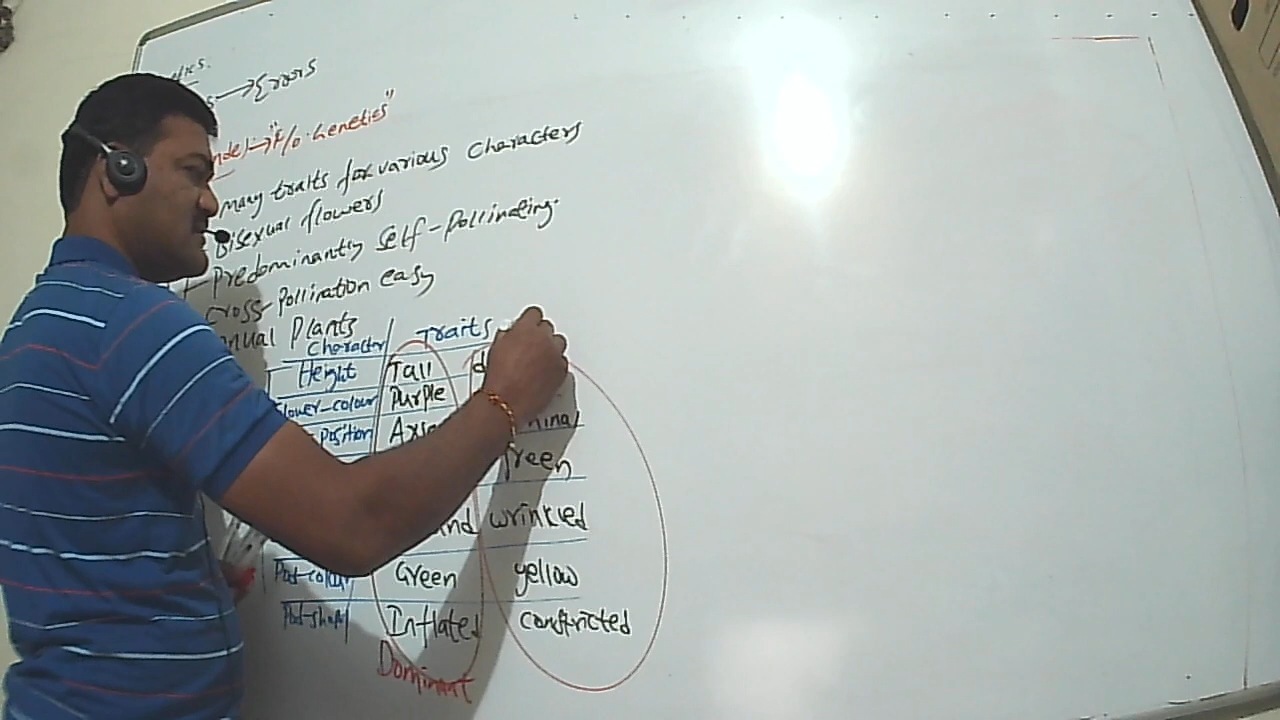 → Errors
→ "F/o. Genetics"
many traits for various characters
Bisexual flowers
Predominantly self-Pollinating.
cross-Pollination easy
Plants
Character Traits
Height Tall
Flower-colour Purple
Position
wrinkled
Pod-colour Green yellow
Pod-shape Inflated constricted
Dominant